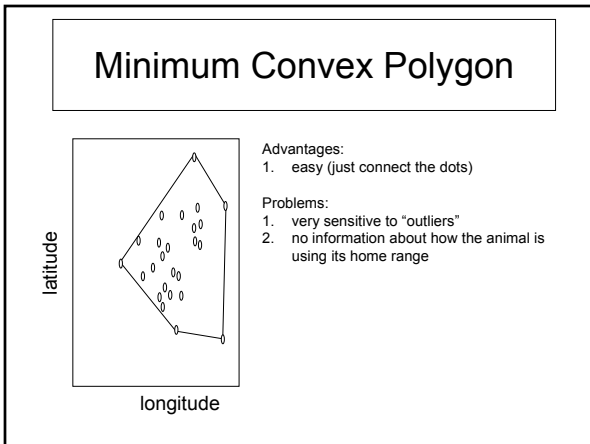 Minimum Convex Polygon
latitude
longitude
Advantages:
1. easy (just connect the dots)
Problems:
1. very sensitive to “outliers”
2. no information about how the animal is
using its home range